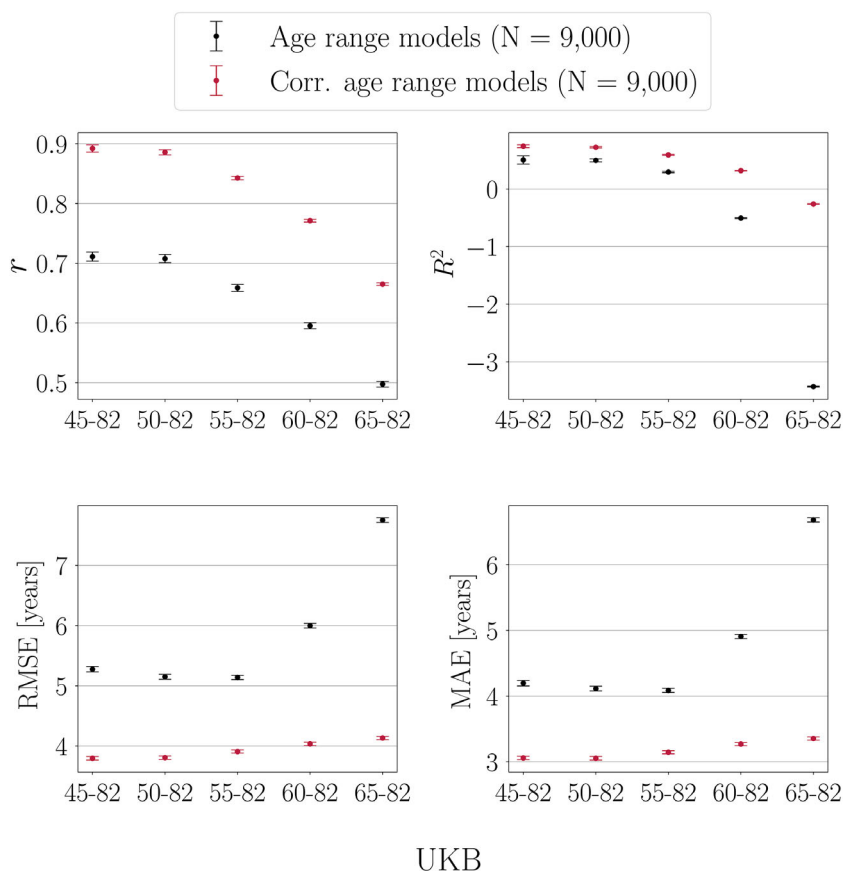 Age range models (N = 9,000)
Corr. age range models (N = 9,000)
r
0.9
0.8
0.7
0.6
0.5
45-82 50-82 55-82 60-82 65-82
R²
0
−1
−2
−3
45-82 50-82 55-82 60-82 65-82
RMSE [years]
7
6
5
4
45-82 50-82 55-82 60-82 65-82
MAE [years]
6
5
4
3
45-82 50-82 55-82 60-82 65-82
UKB